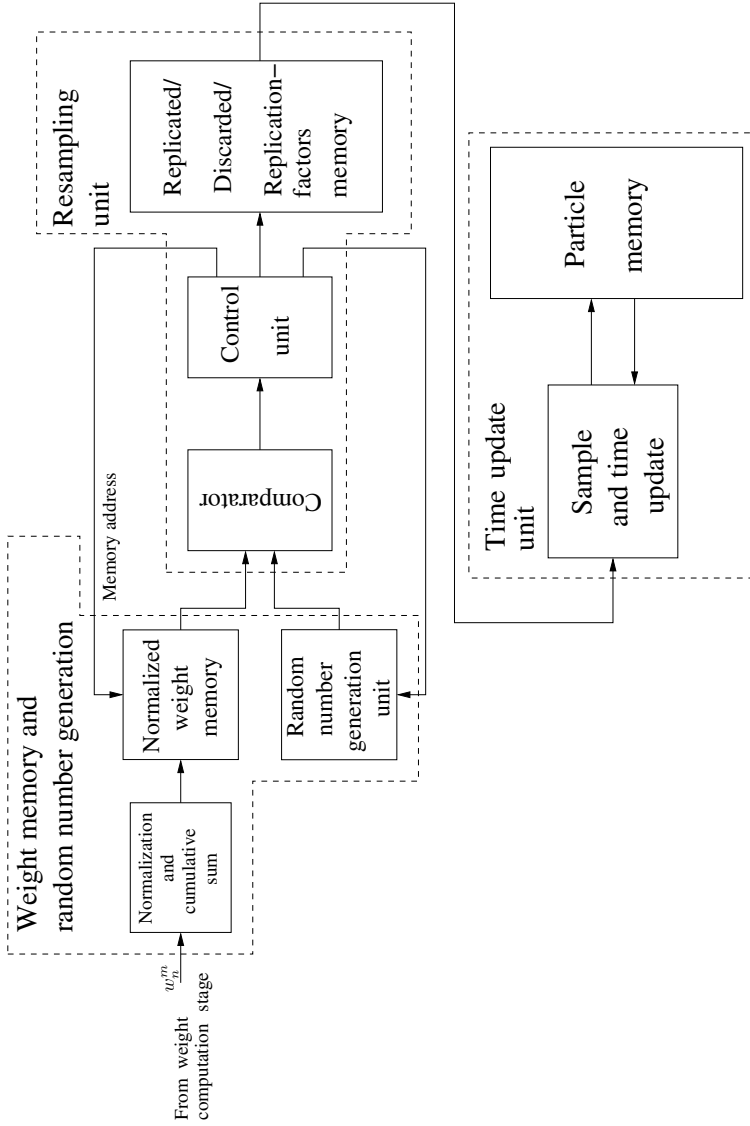 From weight
computation stage
w_n^m
Weight memory and
random number generation
Normalization
and
cumulative
sum
Normalized
weight
memory
Random
number
generation
unit
Memory address
Comparator
Control
unit
Resampling
unit
Replicated/
Discarded/
Replication–
factors
memory
Time update
unit
Sample
and time
update
Particle
memory